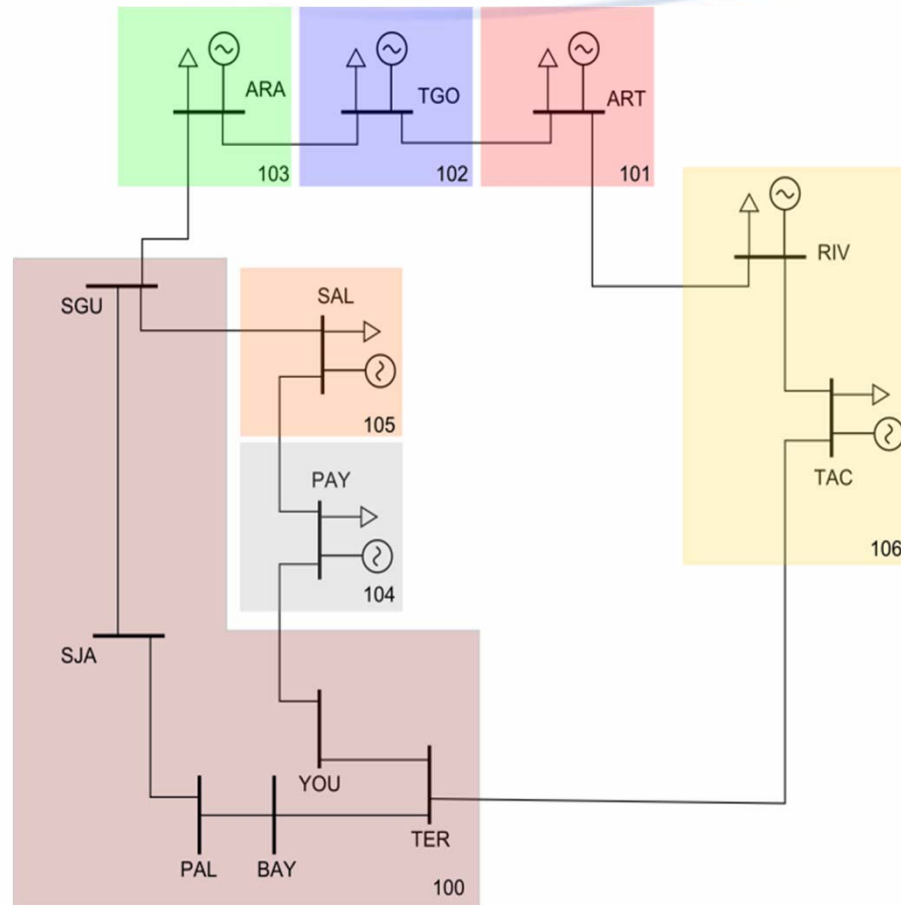 ARA
TGO
ART
103
102
101
RIV
SGU
SAL
105
PAY
TAC
104
106
SJA
YOU
TER
PAL
BAY
100